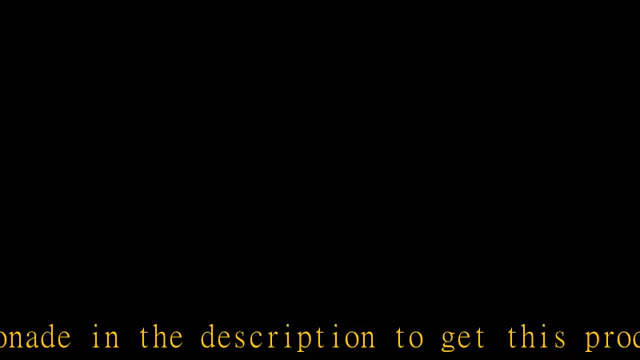 onade in the description to get this proc